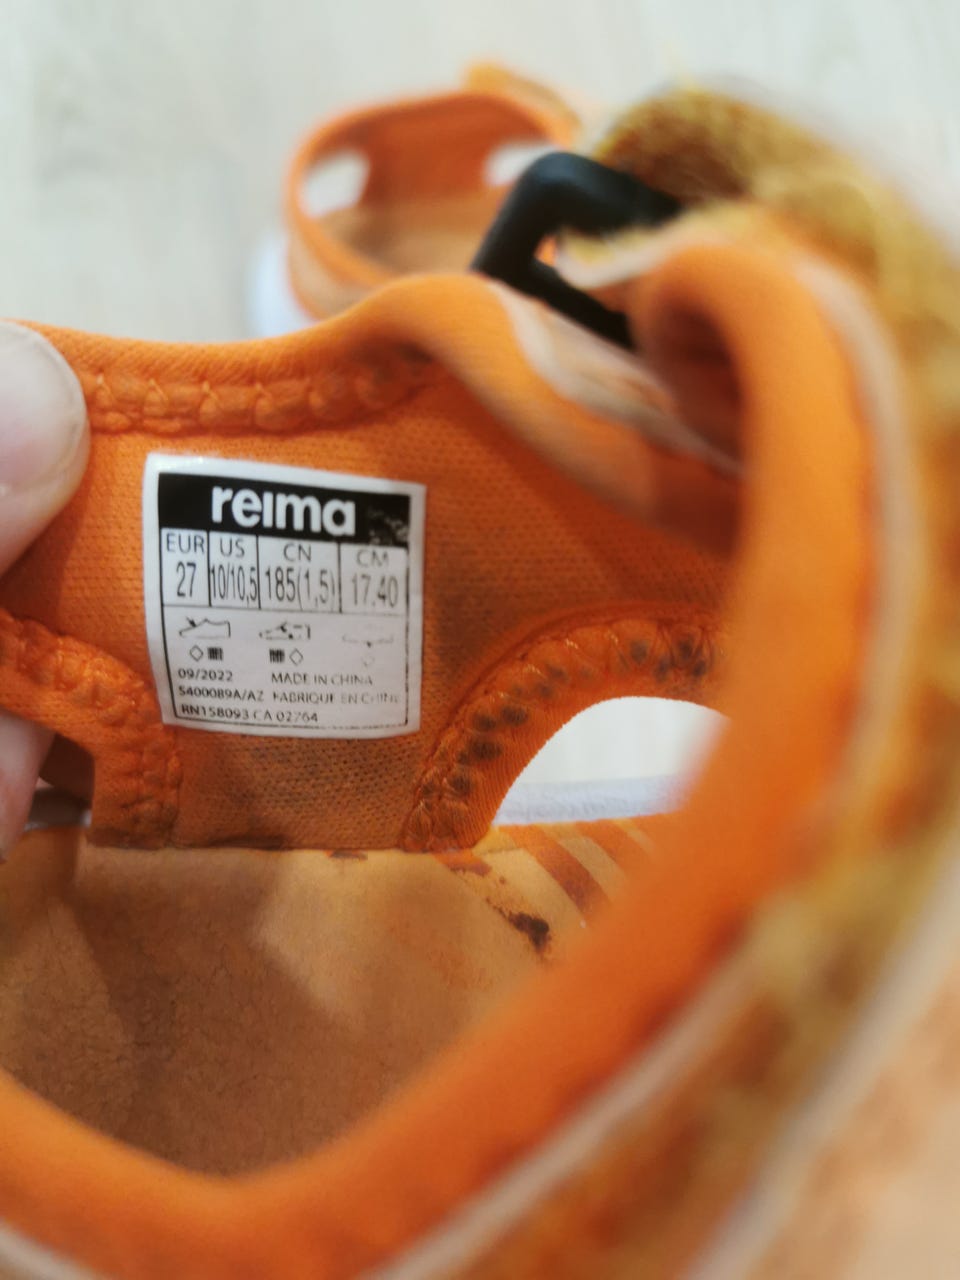 reima
EUR US CN CM
27 10/10,5 185(1,5) 17.40
09/2022 MADE IN CHINA
5400089A/AZ FABRIQUE EN CHINE
RN158093 CA 02764